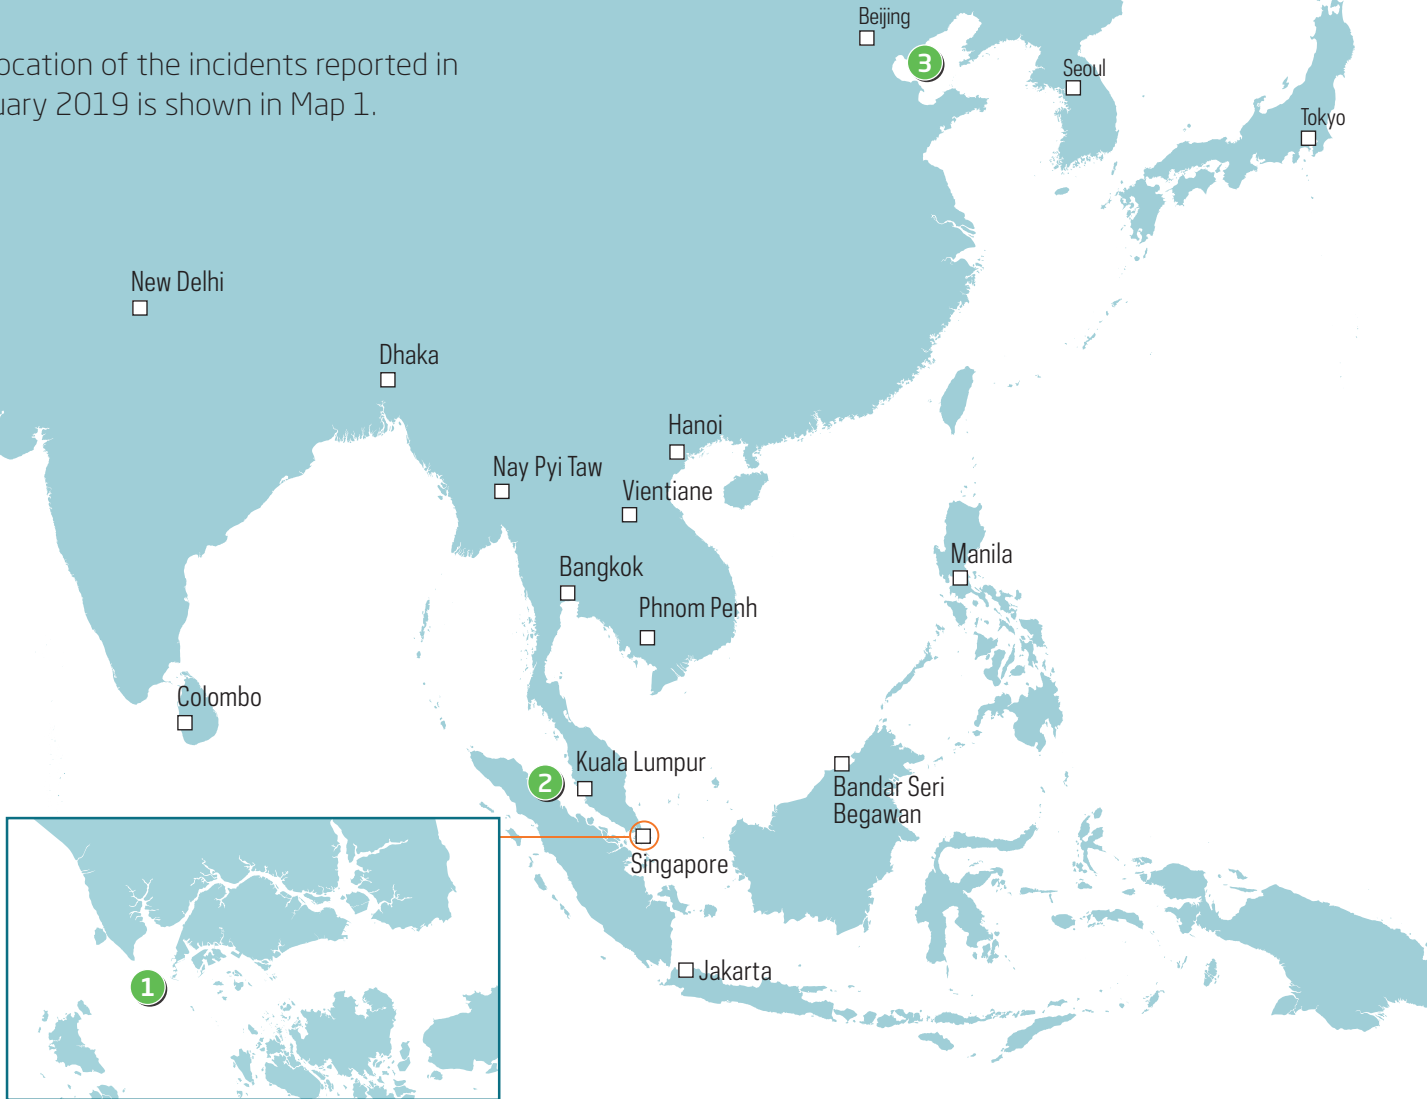 ocation of the incidents reported in
uary 2019 is shown in Map 1.
Beijing
3
Seoul
Tokyo
New Delhi
Dhaka
Hanoi
Nay Pyi Taw
Vientiane
Manila
Bangkok
Phnom Penh
Colombo
Kuala Lumpur
2
Bandar Seri
Begawan
Singapore
Jakarta
1